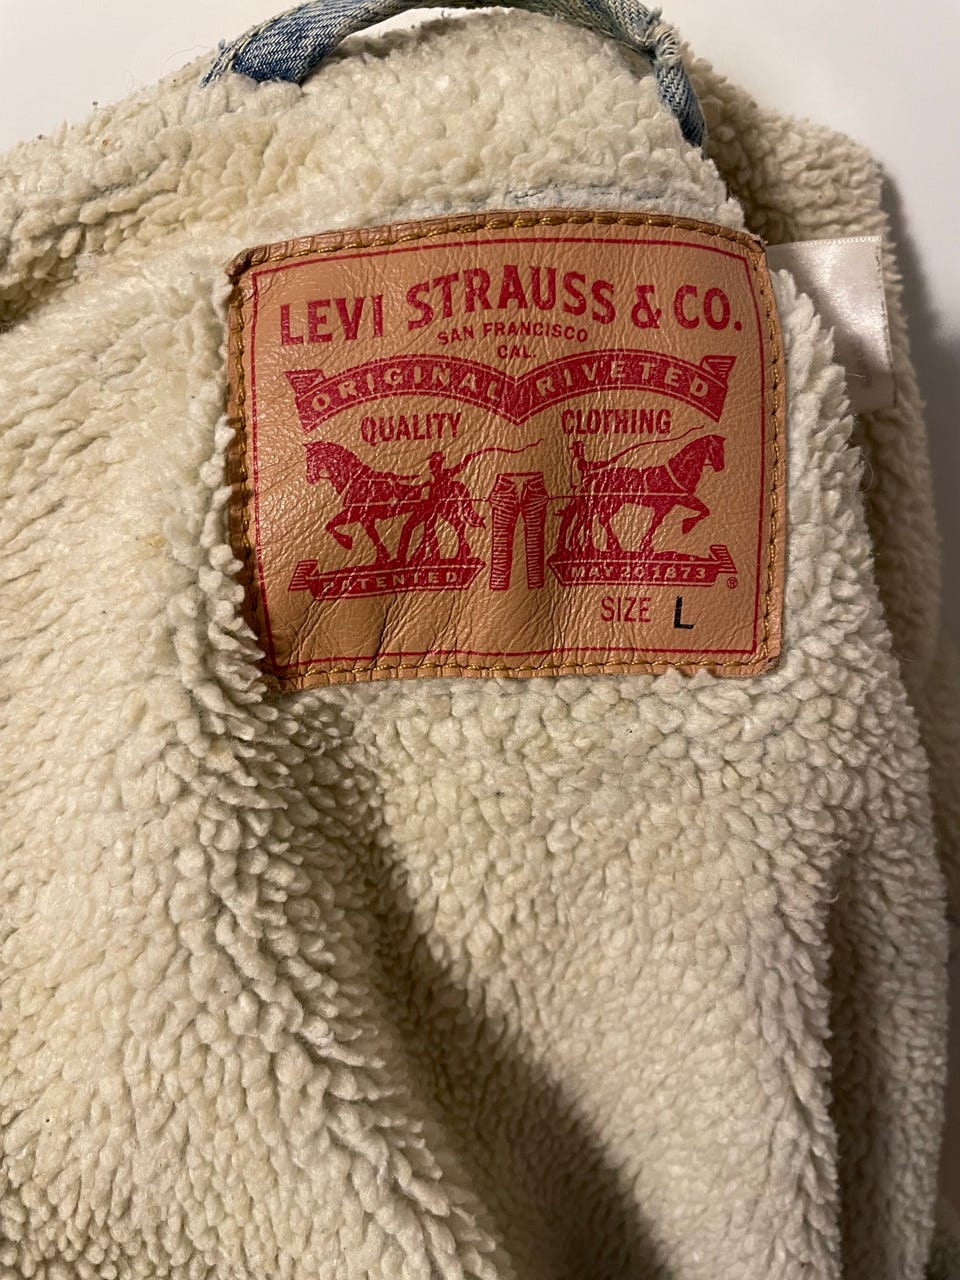 LEVI STRAUSS & CO.
SAN FRANCISCO
CAL.
ORIGINAL RIVETED
QUALITY CLOTHING
PATENTED MAY 20 1873 ®
SIZE L